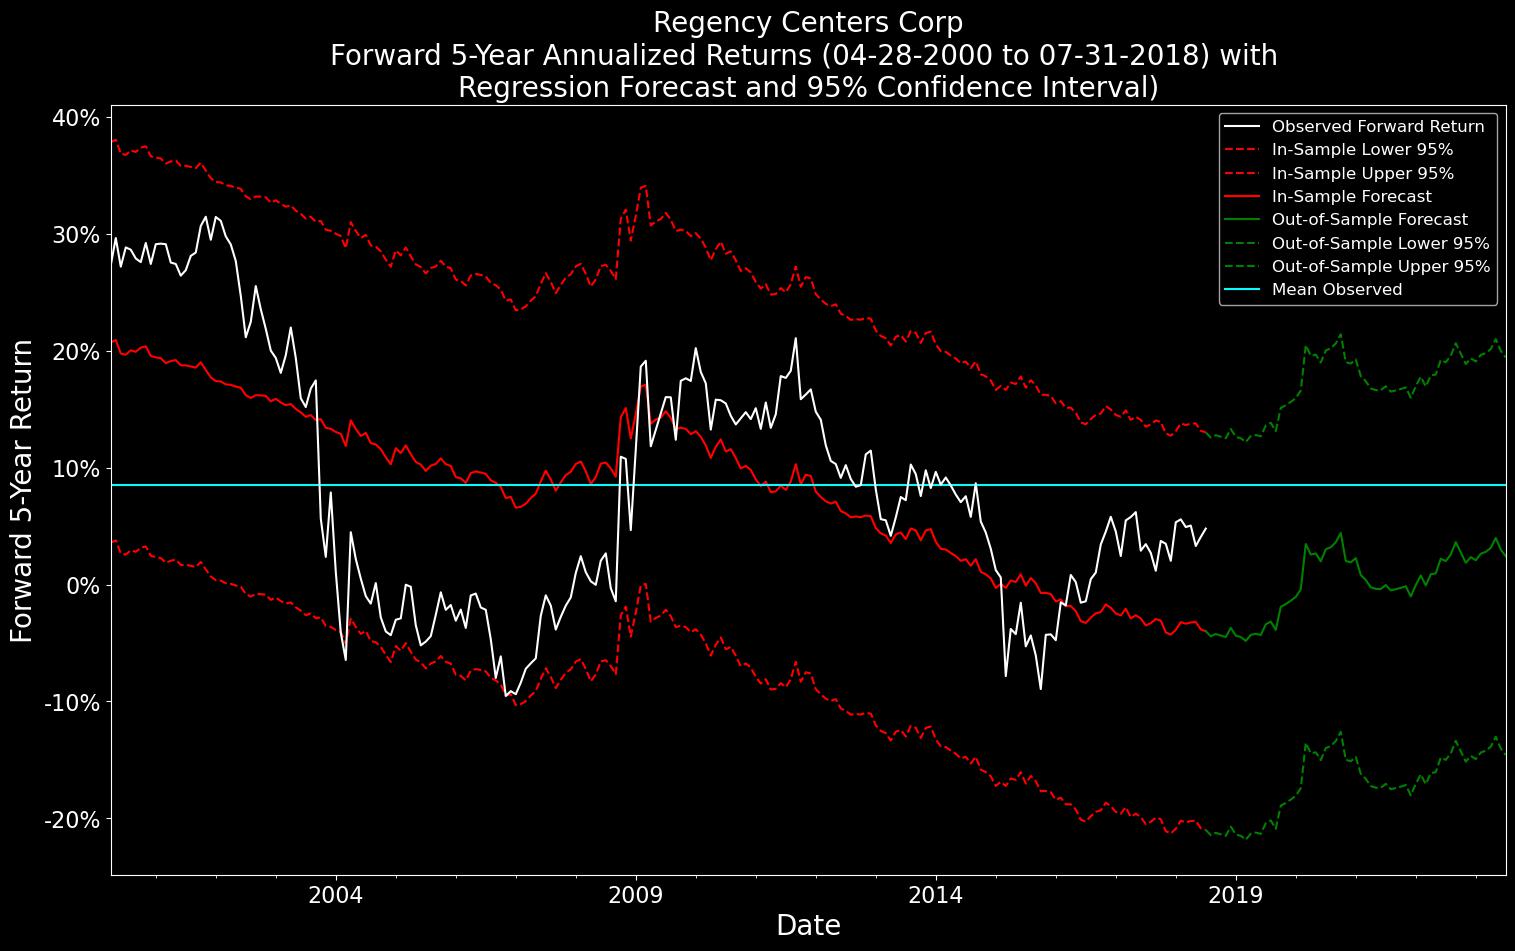 Regency Centers Corp
Forward 5-Year Annualized Returns (04-28-2000 to 07-31-2018) with
Regression Forecast and 95% Confidence Interval)
Forward 5-Year Return
40%
30%
20%
10%
0%
-10%
-20%
Observed Forward Return
In-Sample Lower 95%
In-Sample Upper 95%
In-Sample Forecast
Out-of-Sample Forecast
Out-of-Sample Lower 95%
Out-of-Sample Upper 95%
Mean Observed
2004 2009 2014 2019
Date